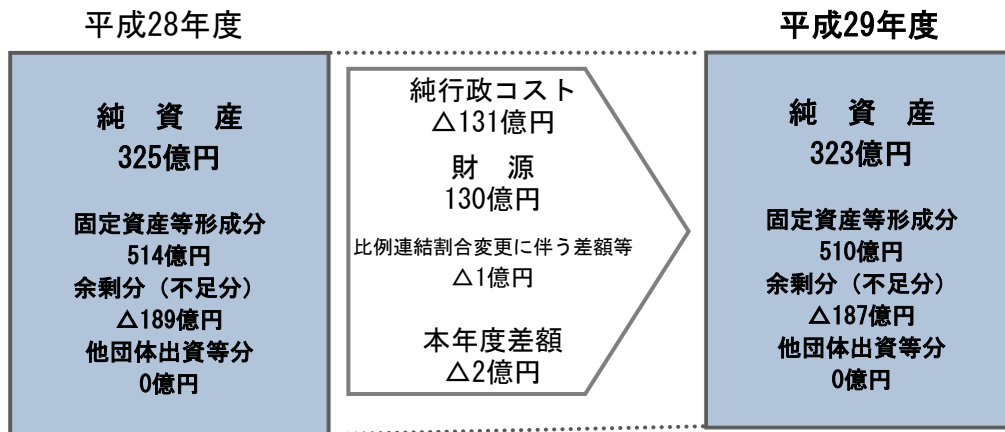 平成28年度
純 資 産
325億円
固定資産等形成分
514億円
余剰分（不足分）
△189億円
他団体出資等分
0億円
純行政コスト
△131億円
財 源
130億円
比例連結割合変更に伴う差額等
△1億円
本年度差額
△2億円
平成29年度
純 資 産
323億円
固定資産等形成分
510億円
余剰分（不足分）
△187億円
他団体出資等分
0億円